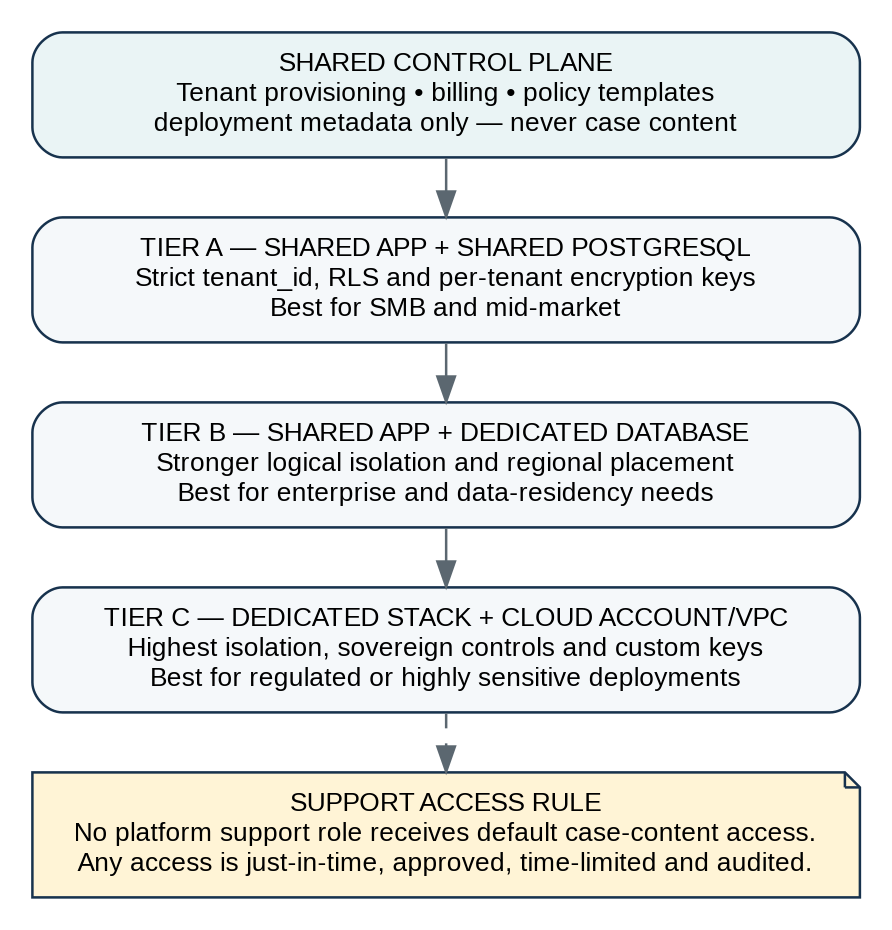 SHARED CONTROL PLANE
Tenant provisioning • billing • policy templates
deployment metadata only — never case content
TIER A — SHARED APP + SHARED POSTGRESQL
Strict tenant_id, RLS and per-tenant encryption keys
Best for SMB and mid-market
TIER B — SHARED APP + DEDICATED DATABASE
Stronger logical isolation and regional placement
Best for enterprise and data-residency needs
TIER C — DEDICATED STACK + CLOUD ACCOUNT/VPC
Highest isolation, sovereign controls and custom keys
Best for regulated or highly sensitive deployments
SUPPORT ACCESS RULE
No platform support role receives default case-content access.
Any access is just-in-time, approved, time-limited and audited.